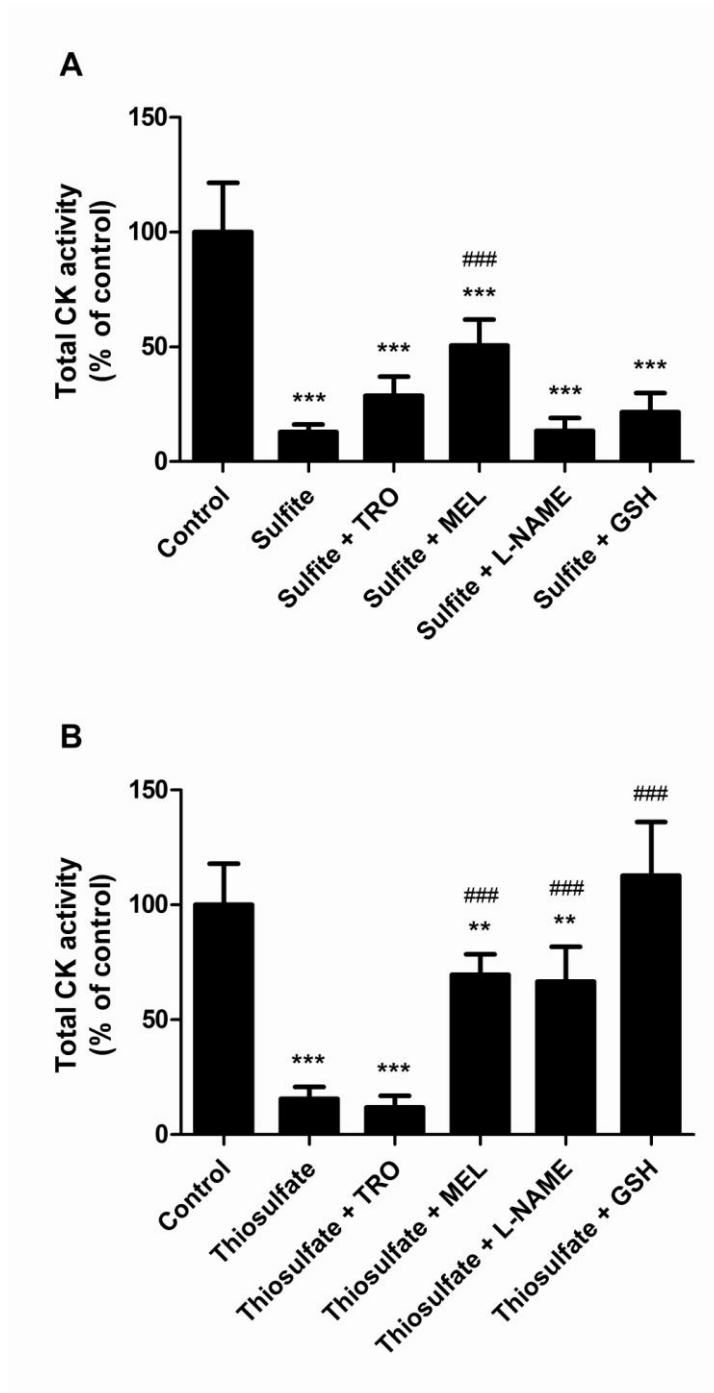 A
Total CK activity
(% of control)
150
100
50
0
***
***
###
***
***
***
Control
Sulfite
Sulfite + TRO
Sulfite + MEL
Sulfite + L-NAME
Sulfite + GSH
B
Total CK activity
(% of control)
150
100
50
0
***
***
###
**
###
**
###
Control
Thiosulfate
Thiosulfate + TRO
Thiosulfate + MEL
Thiosulfate + L-NAME
Thiosulfate + GSH